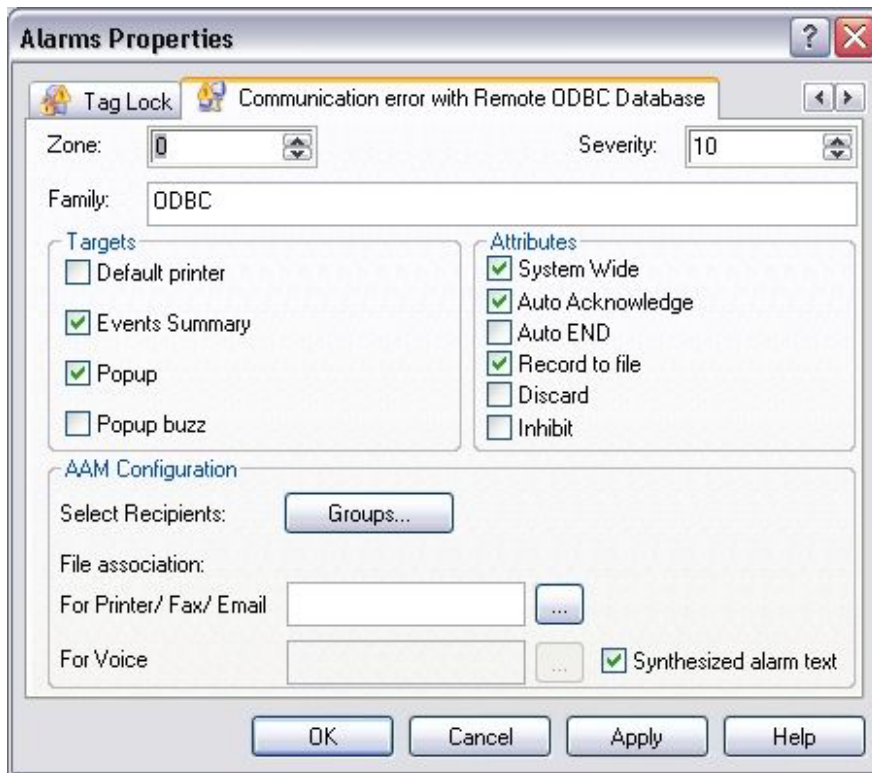 Alarms Properties
Tag Lock
Communication error with Remote ODBC Database
Zone: 0 Severity: 10
Family: ODBC
Targets
Default printer
Events Summary
Popup
Popup buzz
Attributes
System Wide
Auto Acknowledge
Auto END
Record to file
Discard
Inhibit
AAM Configuration
Select Recipients: Groups...
File association:
For Printer/ Fax/ Email ...
For Voice ... Synthesized alarm text
OK Cancel Apply Help